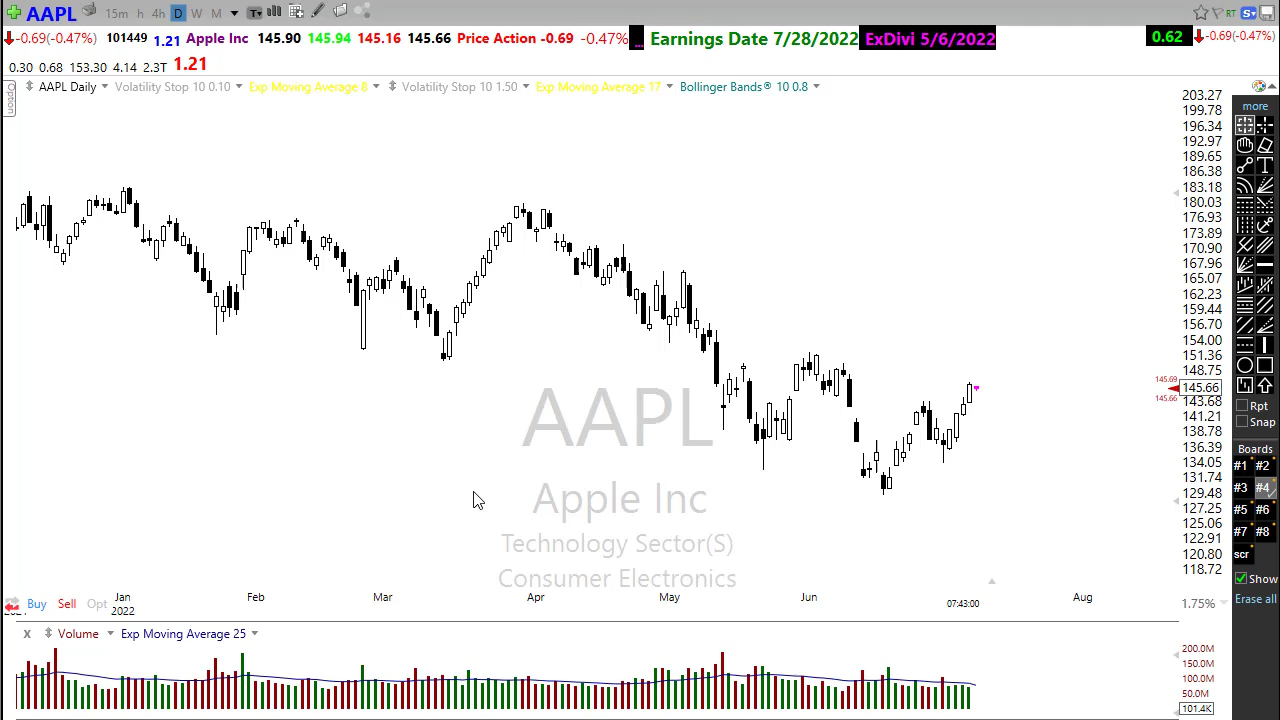 AAPL 15m h 4h D W M T RT S
-0.69(-0.47%) 101449 1.21 Apple Inc 145.90 145.94 145.16 145.66 Price Action -0.69 -0.47% ... Earnings Date 7/28/2022 ExDivi 5/6/2022 0.62 -0.69(-0.47%)
0.30 0.68 153.30 4.14 2.3T 1.21
Option
AAPL Daily Volatility Stop 10 0.10 Exp Moving Average 8 Volatility Stop 10 1.50 Exp Moving Average 17 Bollinger Bands® 10 0.8
203.27
199.78
196.34
192.97
189.65
186.38
183.18
180.03
176.93
173.89
170.90
167.96
165.07
162.23
159.44
156.70
154.00
151.36
148.75
145.69
145.66
145.66
143.68
141.21
138.78
136.39
134.05
131.74
129.48
127.25
125.06
122.91
120.80
118.72
AAPL
Apple Inc
Technology Sector(S)
Consumer Electronics
Jan Feb Mar Apr May Jun 07:43:00 Aug
2022
Buy Sell Opt
1.75%
X Volume Exp Moving Average 25
200.0M
150.0M
100.0M
50.0M
101.4K
more
Rpt
Snap
Boards
#1 #2
#3 #4
#5 #6
#7 #8
scr
Show
Erase all